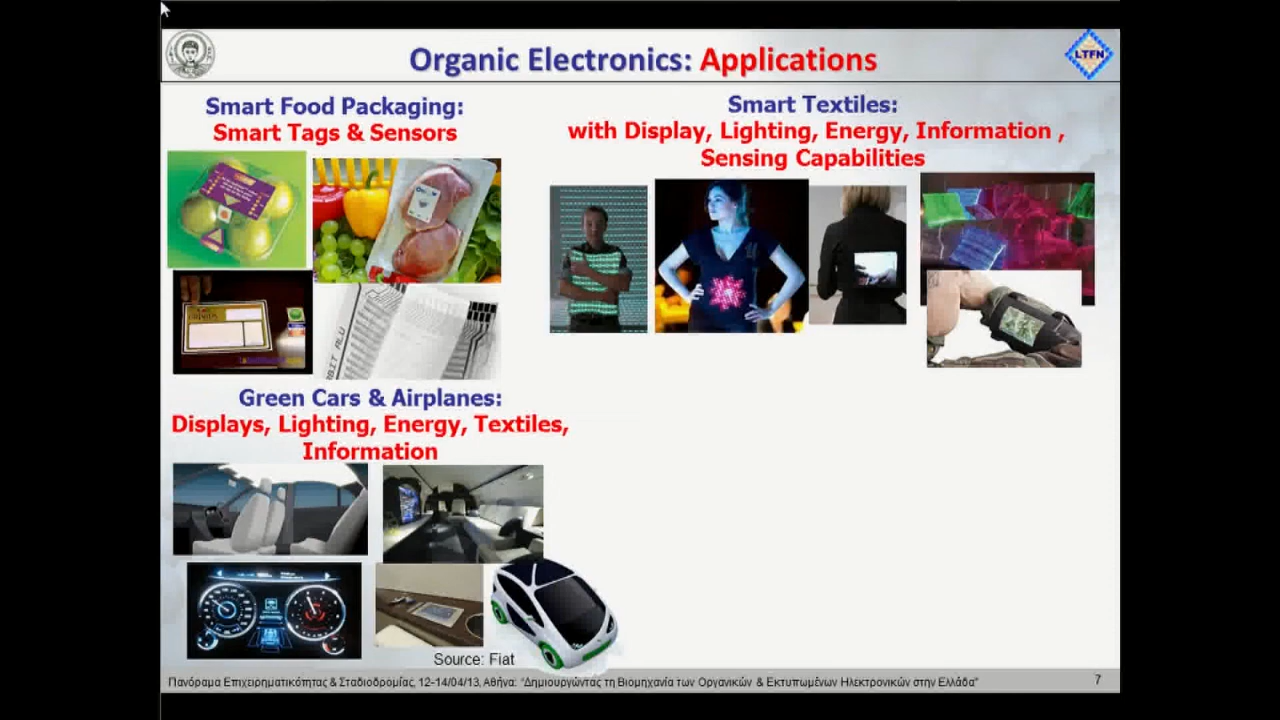 Organic Electronics: Applications
LTFN
Smart Food Packaging:
Smart Tags & Sensors
Smart Textiles:
with Display, Lighting, Energy, Information ,
Sensing Capabilities
Green Cars & Airplanes:
Displays, Lighting, Energy, Textiles,
Information
Source: Fiat
Πανόραμα Επιχειρηματικότητας & Σταδιοδρομίας, 12-14/04/13, Αθήνα: “Δημιουργώντας τη Βιομηχανία των Οργανικών & Εκτυπωμένων Ηλεκτρονικών στην Ελλάδα”
7